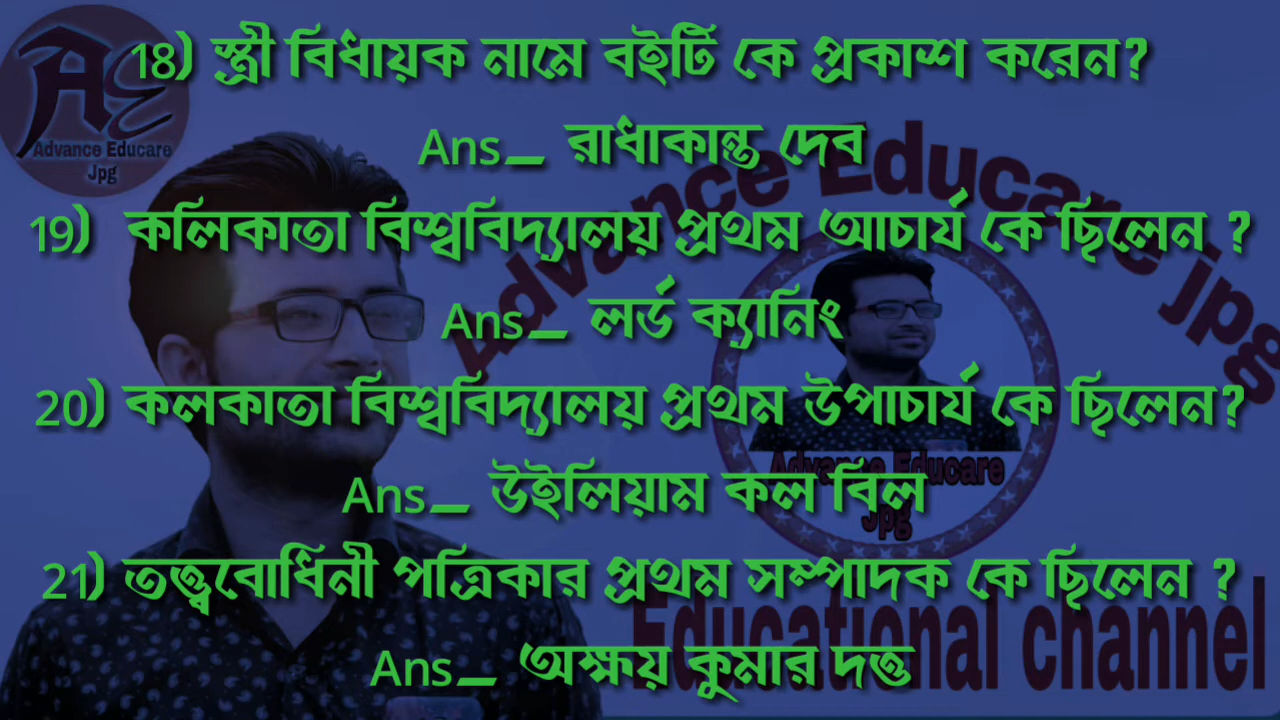 AE
Advance Educare
Jpg
18) স্ত্রী বিধায়ক নামে বইটি কে প্রকাশ করেন?
Ans_ রাধাকান্ত দেব
Advance Educare jpg
19) কলিকাতা বিশ্ববিদ্যালয় প্রথম আচার্য কে ছিলেন ?
Ans_ লর্ড ক্যানিং
20) কলকাতা বিশ্ববিদ্যালয় প্রথম উপাচার্য কে ছিলেন?
Advance Educare
Jpg
Ans_ উইলিয়াম কল বিল
21) তত্ত্ববোধিনী পত্রিকার প্রথম সম্পাদক কে ছিলেন ?
Educational channel
Ans_ অক্ষয় কুমার দত্ত